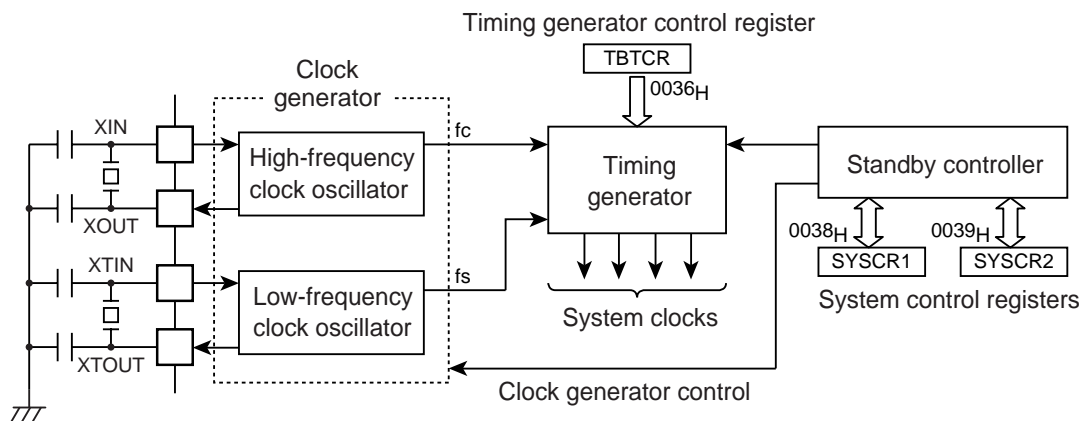 Timing generator control register
TBTCR
0036H
Clock
generator
XIN
High-frequency
clock oscillator
fc
XOUT
Timing
generator
Standby controller
XTIN
Low-frequency
clock oscillator
fs
XTOUT
System clocks
0038H
0039H
SYSCR1
SYSCR2
System control registers
Clock generator control